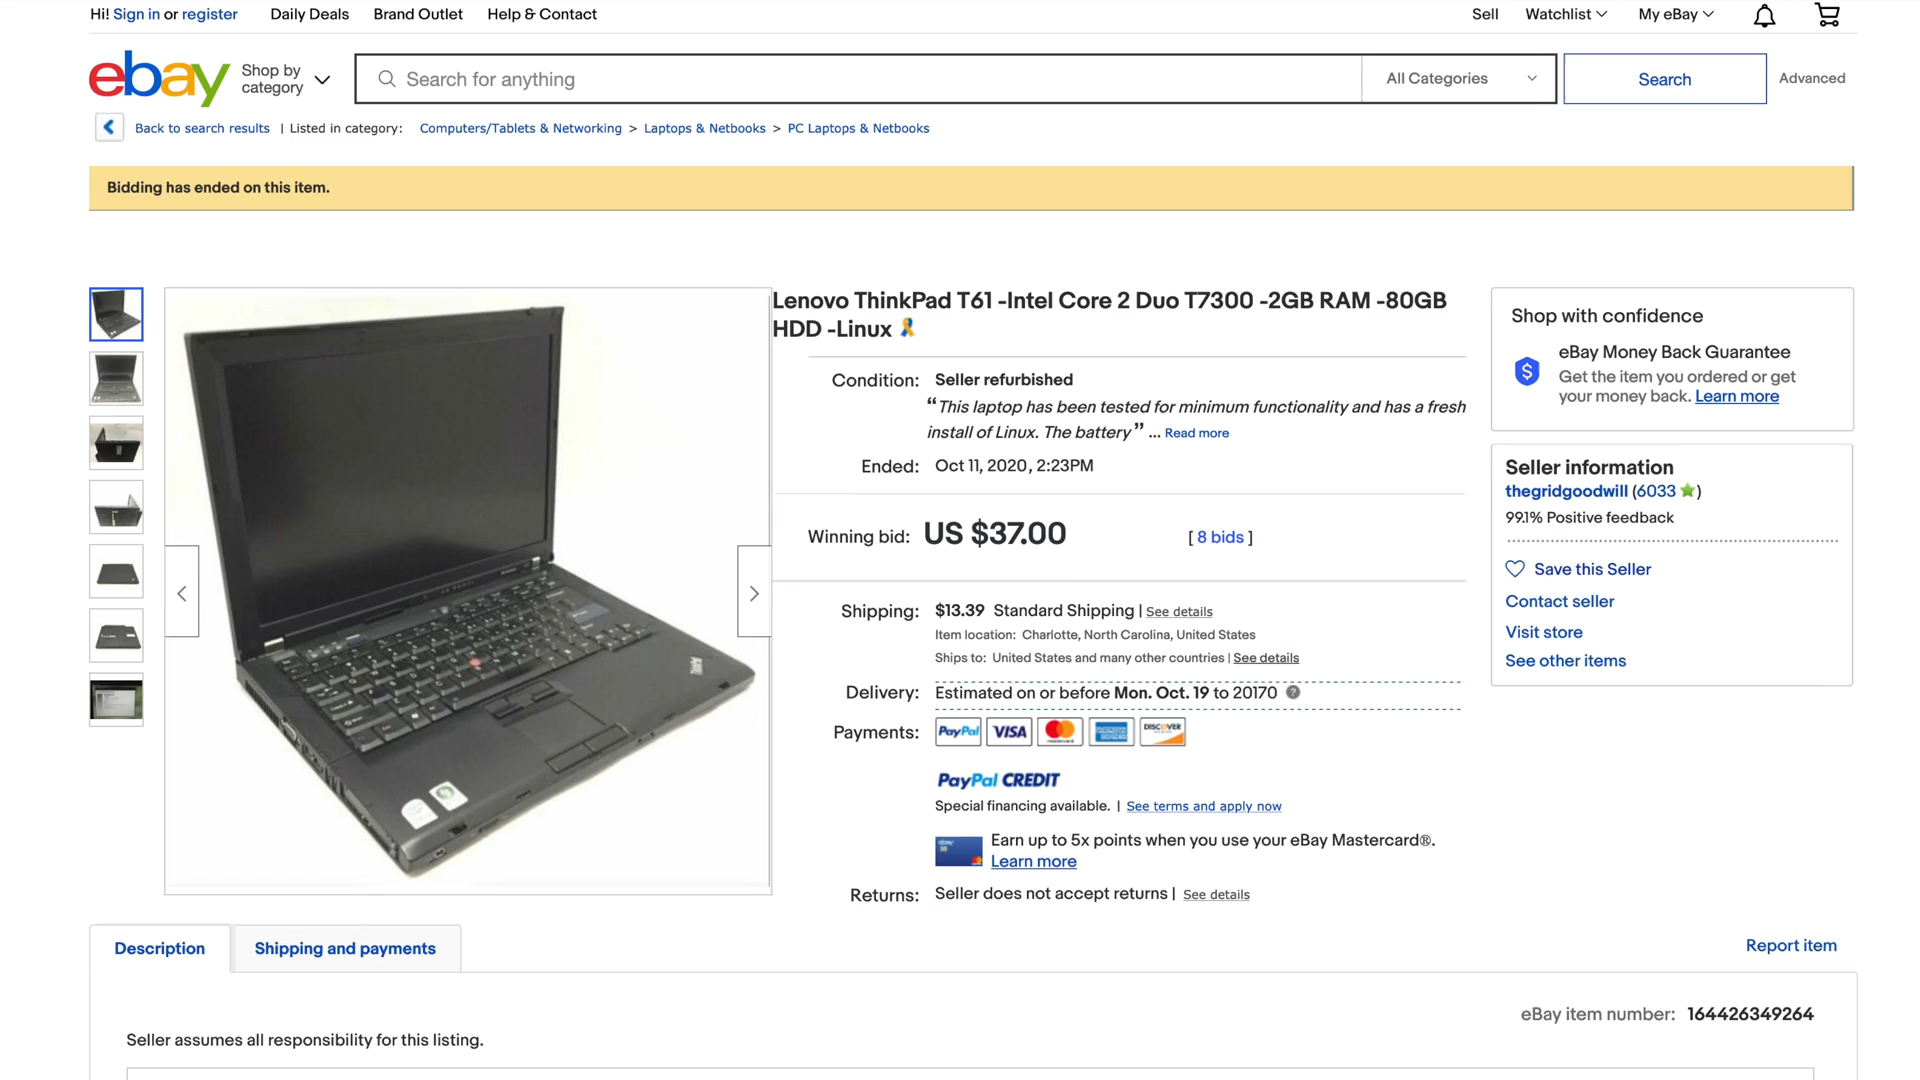 Hi! Sign in or register Daily Deals Brand Outlet Help & Contact Sell Watchlist My eBay
ebay Shop by category Search for anything All Categories Search Advanced
Back to search results | Listed in category: Computers/Tablets & Networking > Laptops & Netbooks > PC Laptops & Netbooks
Bidding has ended on this item.
Lenovo ThinkPad T61 -Intel Core 2 Duo T7300 -2GB RAM -80GB
HDD -Linux
Condition: Seller refurbished
“This laptop has been tested for minimum functionality and has a fresh
install of Linux. The battery” ... Read more
Ended: Oct 11, 2020, 2:23PM
Winning bid: US $37.00 [ 8 bids ]
Shipping: $13.39 Standard Shipping | See details
Item location: Charlotte, North Carolina, United States
Ships to: United States and many other countries | See details
Delivery: Estimated on or before Mon. Oct. 19 to 20170
Payments: PayPal VISA DISCOVER
PayPal CREDIT
Special financing available. | See terms and apply now
Earn up to 5x points when you use your eBay Mastercard®.
Learn more
Returns: Seller does not accept returns | See details
Shop with confidence
eBay Money Back Guarantee
Get the item you ordered or get
your money back. Learn more
Seller information
thegridgoodwill (6033)
99.1% Positive feedback
Save this Seller
Contact seller
Visit store
See other items
Description Shipping and payments Report item
eBay item number: 164426349264
Seller assumes all responsibility for this listing.